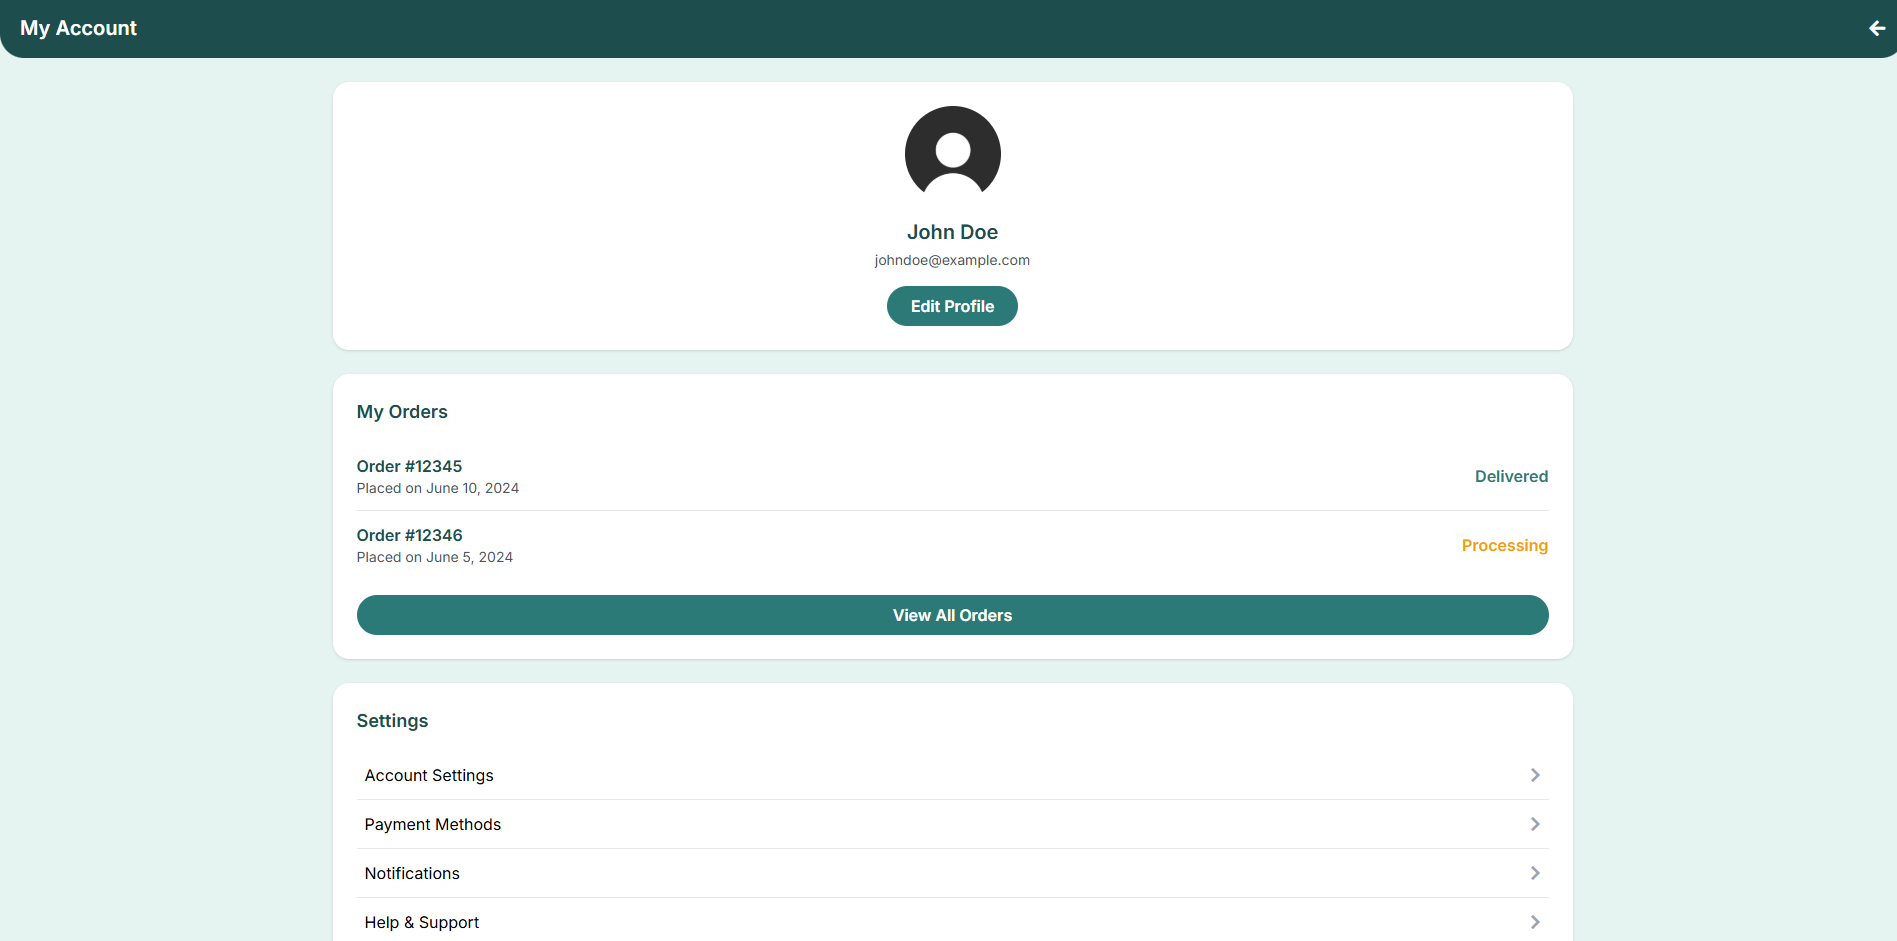 My Account
John Doe
johndoe@example.com
Edit Profile
My Orders
Order #12345
Placed on June 10, 2024
Delivered
Order #12346
Placed on June 5, 2024
Processing
View All Orders
Settings
Account Settings
Payment Methods
Notifications
Help & Support